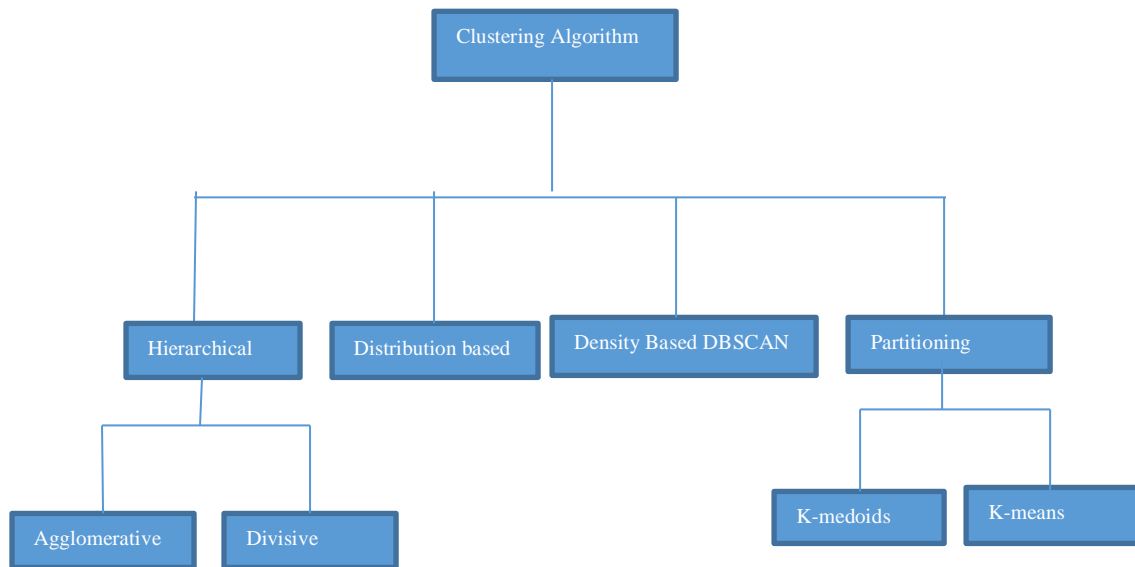 Clustering Algorithm
Hierarchical
Distribution based
Density Based DBSCAN
Partitioning
Agglomerative
Divisive
K-medoids
K-means